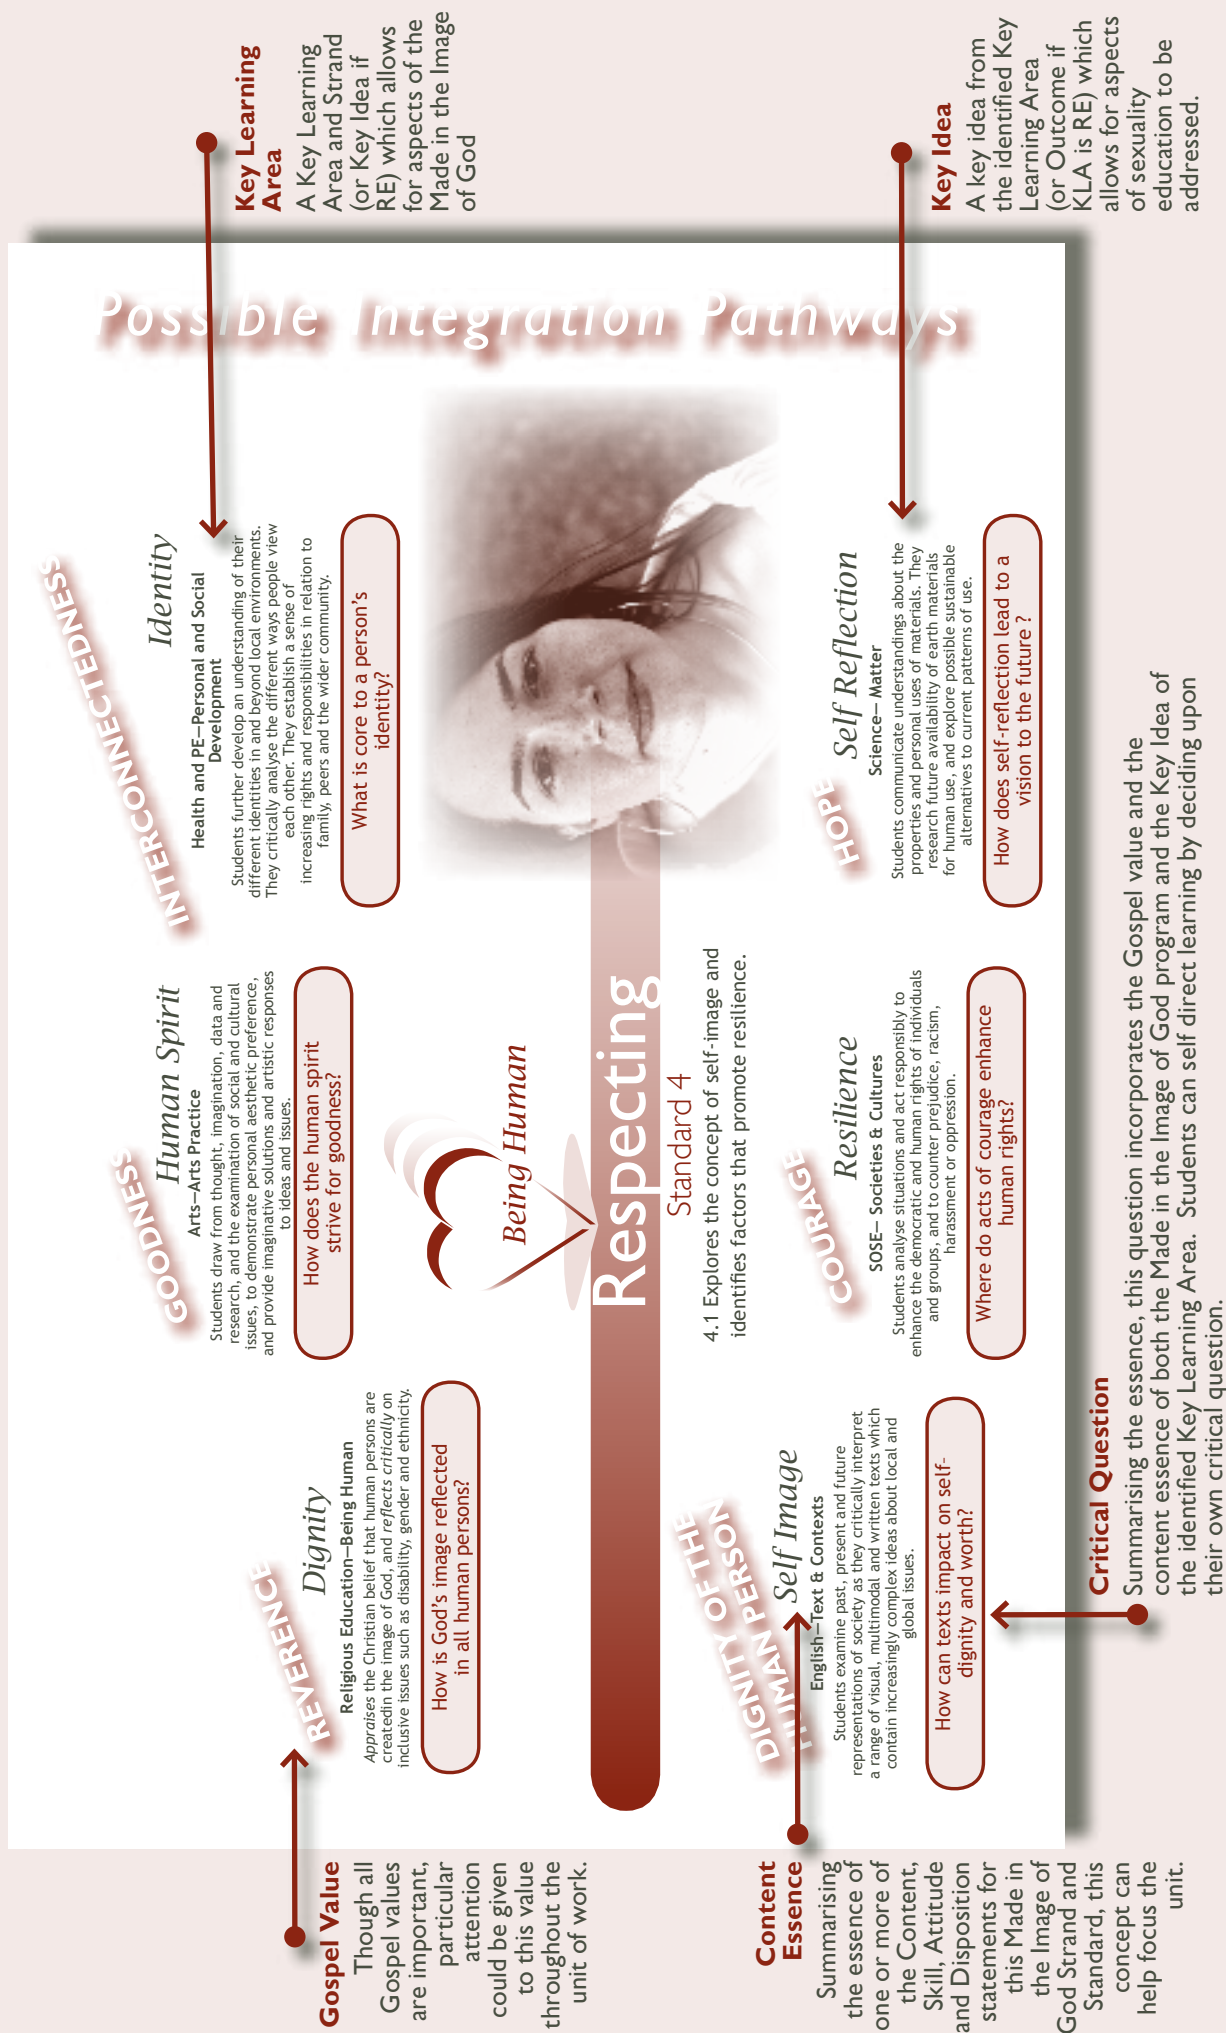 Possible Integration Pathways
Gospel Value
Though all
Gospel values
are important,
particular
attention
could be given
to this value
throughout the
unit of work.
Content
Essence
Summarising
the essence of
one or more of
the Content,
Skill, Attitude
and Disposition
statements for
this Made in
the Image of
God Strand and
Standard, this
concept can
help focus the
unit.
REVERENCE
Dignity
Religious Education—Being Human
Appraises the Christian belief that human persons are
createdin the image of God, and reflects critically on
inclusive issues such as disability, gender and ethnicity.
How is God's image reflected
in all human persons?
GOODNESS
Human Spirit
Arts—Arts Practice
Students draw from thought, imagination, data and
research, and the examination of social and cultural
issues, to demonstrate personal aesthetic preference,
and provide imaginative solutions and artistic responses
to ideas and issues.
How does the human spirit
strive for goodness?
INTERCONNECTEDNESS
Identity
Health and PE—Personal and Social
Development
Students further develop an understanding of their
different identities in and beyond local environments.
They critically analyse the different ways people view
each other. They establish a sense of
increasing rights and responsibilities in relation to
family, peers and the wider community.
What is core to a person's
identity?
Being Human
Respecting
Standard 4
4.1 Explores the concept of self-image and
identifies factors that promote resilience.
DIGNITY OF THE
HUMAN PERSON
Self Image
English—Text & Contexts
Students examine past, present and future
representations of society as they critically interpret
a range of visual, multimodal and written texts which
contain increasingly complex ideas about local and
global issues.
How can texts impact on self-
dignity and worth?
COURAGE
Resilience
SOSE— Societies & Cultures
Students analyse situations and act responsibly to
enhance the democratic and human rights of individuals
and groups, and to counter prejudice, racism,
harassment or oppression.
Where do acts of courage enhance
human rights?
HOPE
Self Reflection
Science— Matter
Students communicate understandings about the
properties and personal uses of materials. They
research future availability of earth materials
for human use, and explore possible sustainable
alternatives to current patterns of use.
How does self-reflection lead to a
vision to the future ?
Key Learning
Area
A Key Learning
Area and Strand
(or Key Idea if
RE) which allows
for aspects of the
Made in the Image
of God
Key Idea
A key idea from
the identified Key
Learning Area
(or Outcome if
KLA is RE) which
allows for aspects
of sexuality
education to be
addressed.
Critical Question
Summarising the essence, this question incorporates the Gospel value and the
content essence of both the Made in the Image of God program and the Key Idea of
the identified Key Learning Area. Students can self direct learning by deciding upon
their own critical question.